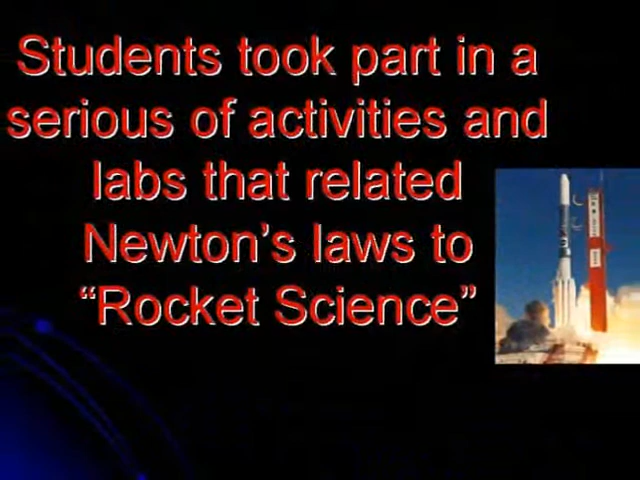 Students took part in a
serious of activities and
labs that related
Newton’s laws to
“Rocket Science”